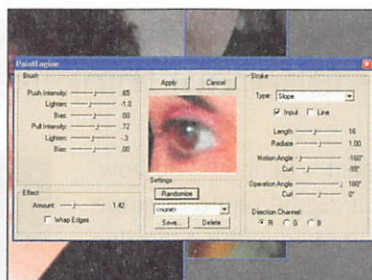 PaintEngine
Brush
Push Intensity: .65
Lighten: -1.0
Bias: .00
Pull Intensity: .72
Lighten: -.3
Bias: .00
Effect
Amount: 1.42
Wrap Edges
Apply Cancel
Settings
Randomize
(none)
Save... Delete
Stroke
Type: Slope
Input Line
Length 16
Radiate 1.00
Motion Angle -160°
Curl -99°
Operation Angle 180°
Curl 0°
Direction Channel:
R G B